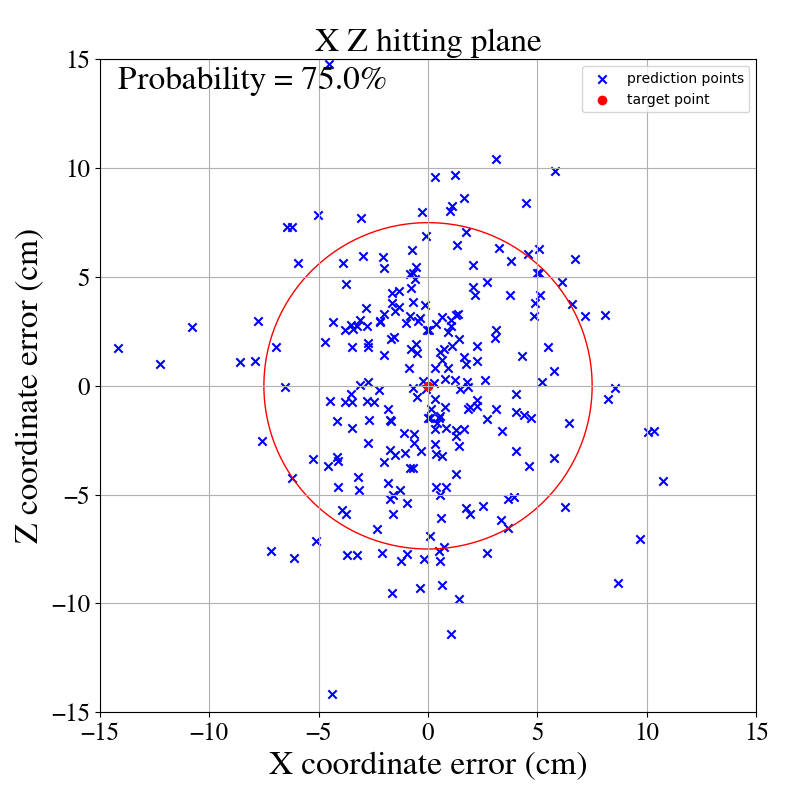 X Z hitting plane
Probability = 75.0%
prediction points
target point
15
10
5
0
−5
−10
−15
Z coordinate error (cm)
−15 −10 −5 0 5 10 15
X coordinate error (cm)